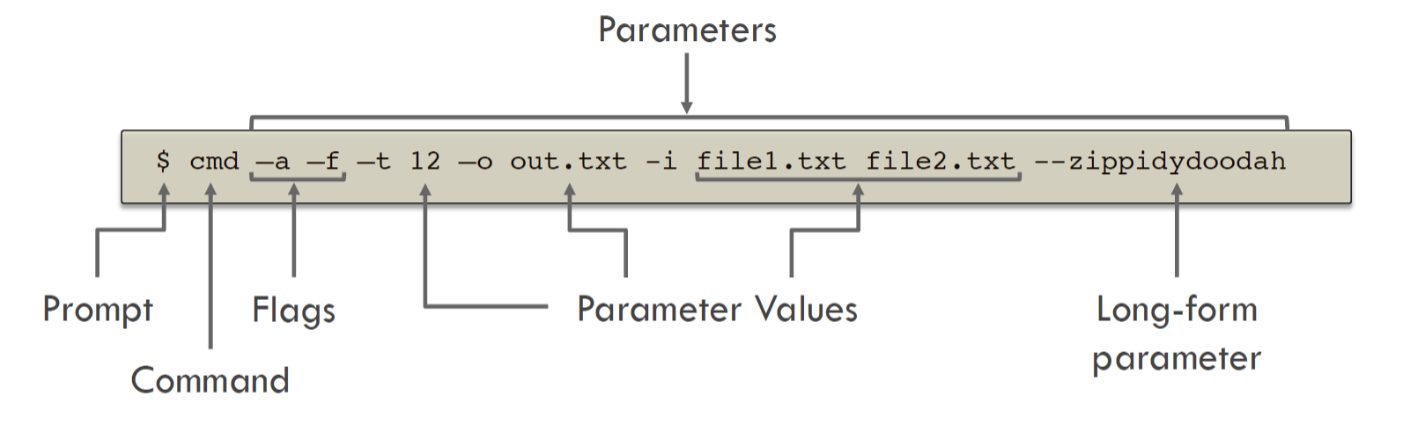 Parameters
$ cmd –a –f –t 12 –o out.txt -i file1.txt file2.txt --zippidydoodah
Prompt
Flags
Parameter Values
Long-form
parameter
Command